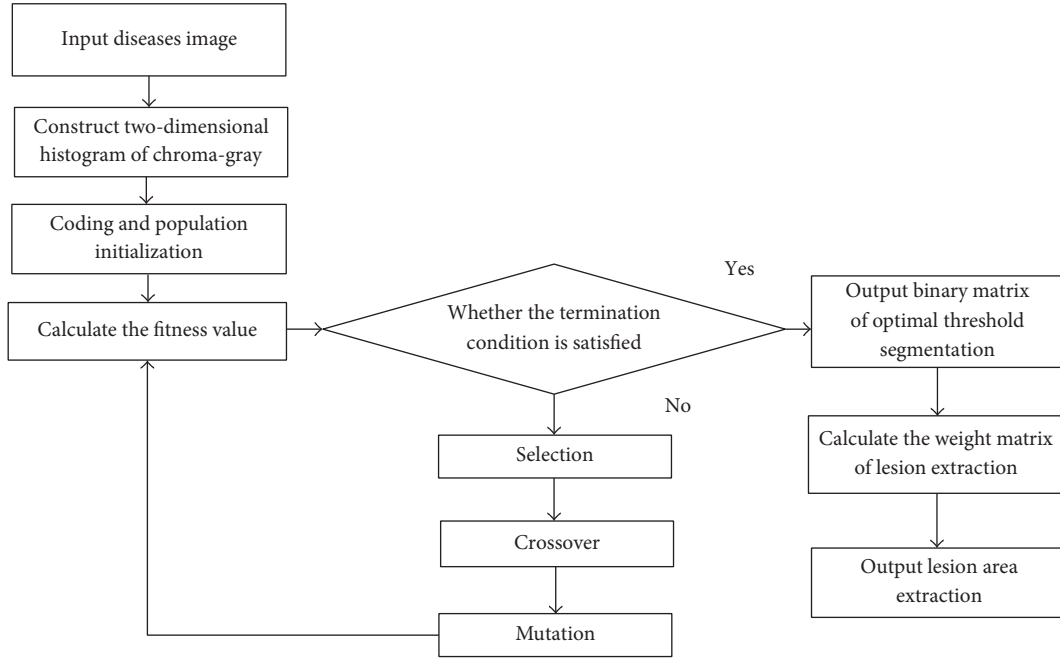 Input diseases image
Construct two-dimensional
histogram of chroma-gray
Coding and population
initialization
Calculate the fitness value
Whether the termination
condition is satisfied
Yes
No
Selection
Crossover
Mutation
Output binary matrix
of optimal threshold
segmentation
Calculate the weight matrix
of lesion extraction
Output lesion area
extraction